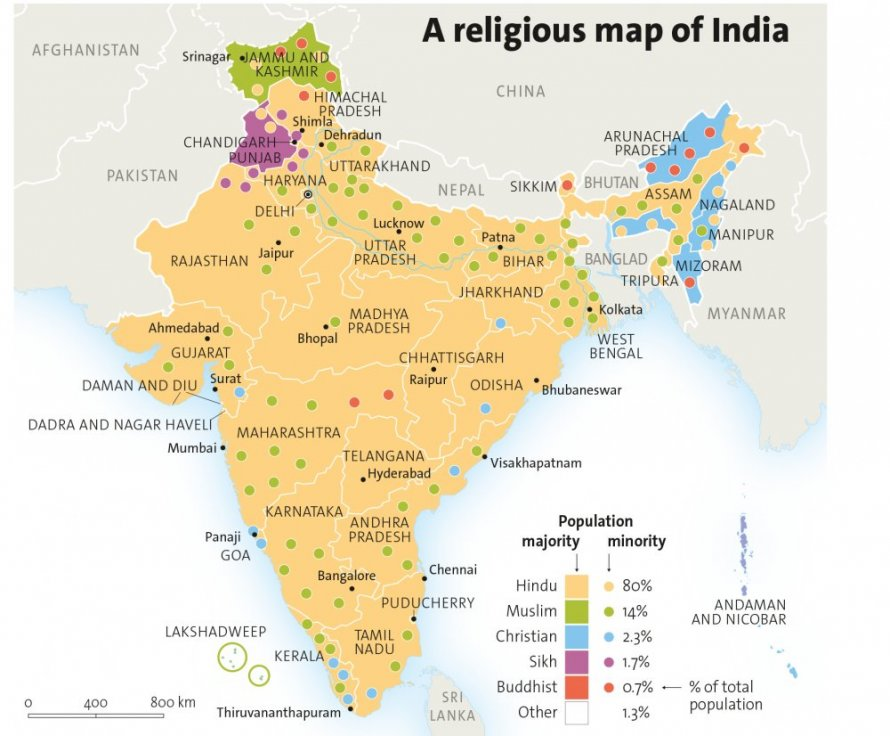 A religious map of India
AFGHANISTAN
Srinagar
JAMMU AND
KASHMIR
CHINA
HIMACHAL
PRADESH
Shimla
Dehradun
CHANDIGARH
PUNJAB
ARUNACHAL
PRADESH
PAKISTAN
UTTARAKHAND
HARYANA
NEPAL
SIKKIM
BHUTAN
ASSAM
NAGALAND
DELHI
Lucknow
MANIPUR
Jaipur
UTTAR
PRADESH
Patna
RAJASTHAN
BIHAR
BANGLAD
MIZORAM
TRIPURA
JHARKHAND
Kolkata
MYANMAR
Ahmedabad
MADHYA
PRADESH
Bhopal
WEST
BENGAL
GUJARAT
CHHATTISGARH
Raipur
DAMAN AND DIU
Surat
ODISHA
Bhubaneswar
DADRA AND NAGAR HAVELI
MAHARASHTRA
Mumbai
TELANGANA
Hyderabad
Visakhapatnam
KARNATAKA
ANDHRA
PRADESH
Panaji
GOA
Population
majority minority
Chennai
Bangalore
Hindu 80%
PUDUCHERRY
Muslim 14%
ANDAMAN
AND NICOBAR
LAKSHADWEEP
TAMIL
NADU
Christian 2.3%
KERALA
Sikh 1.7%
Buddhist 0.7% % of total
population
Other 1.3%
0 400 800 km
Thiruvananthapuram
SRI
LANKA